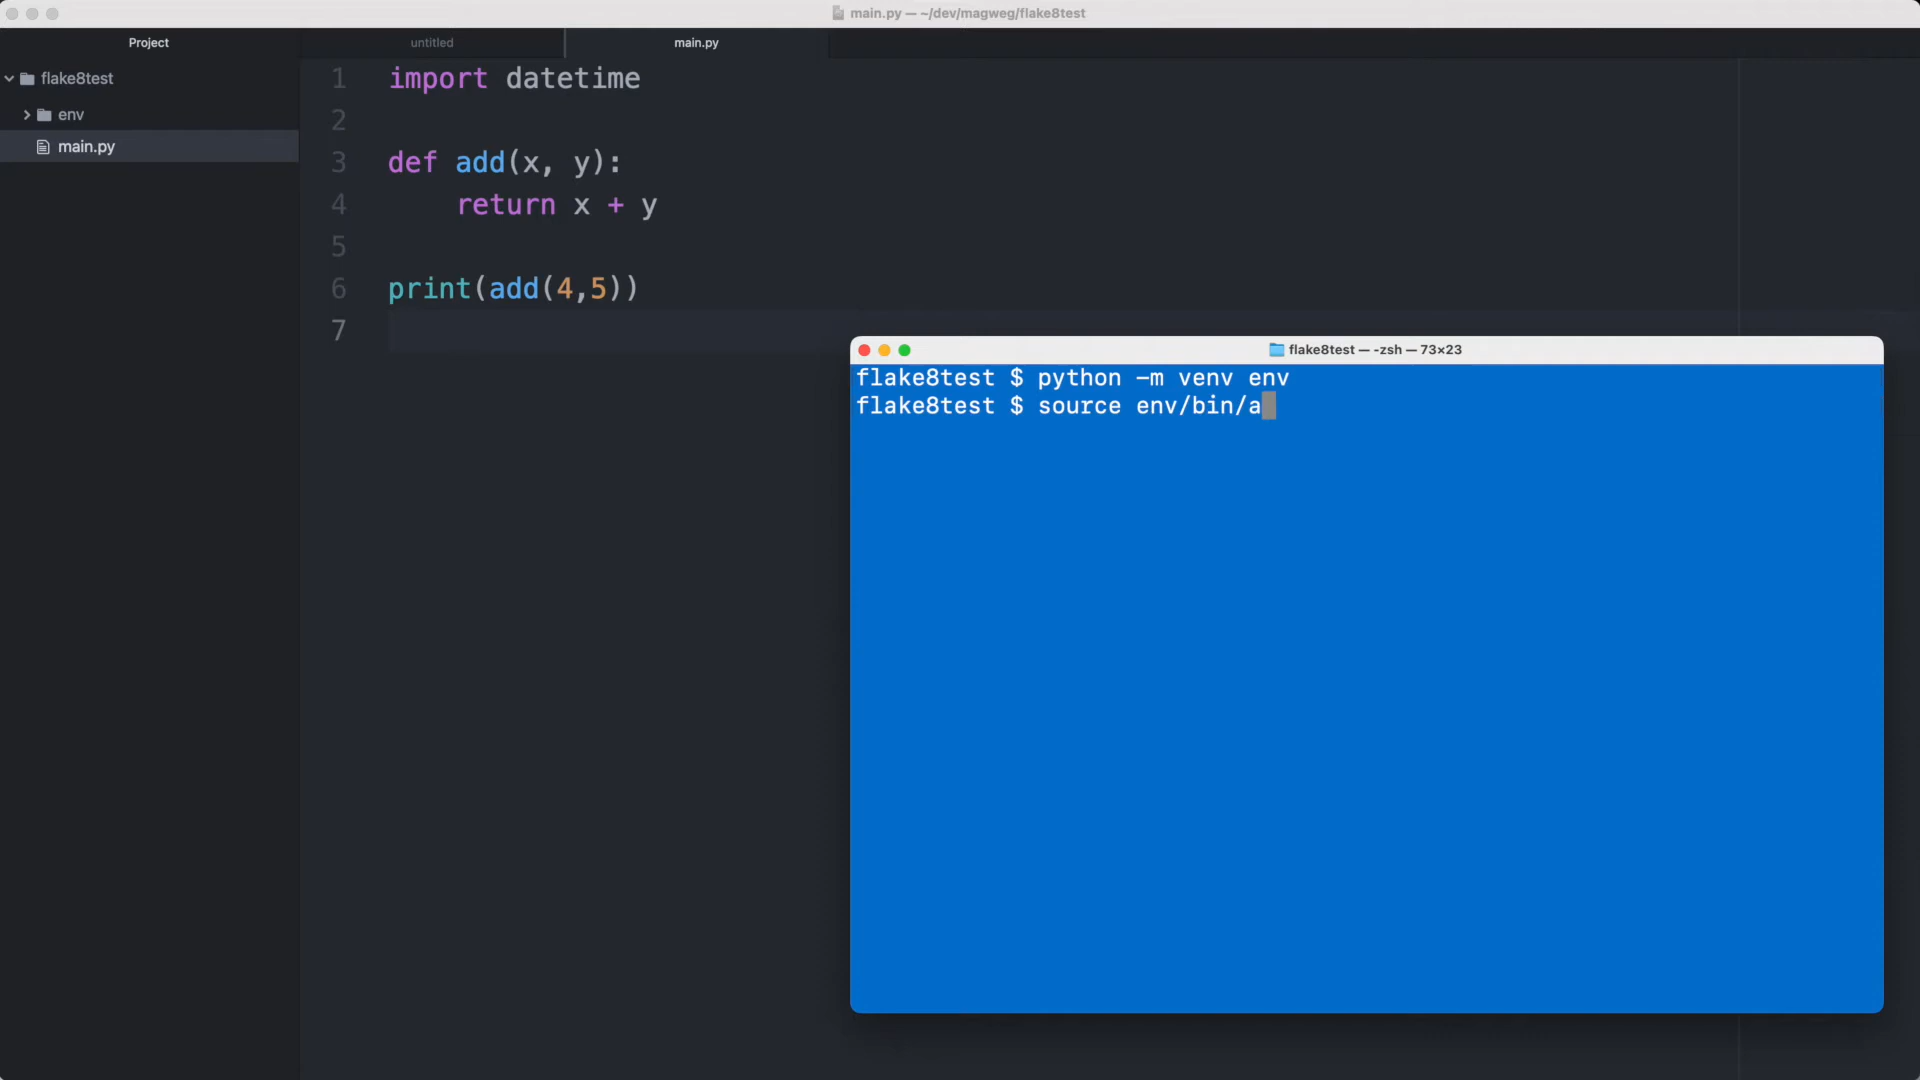 main.py — ~/dev/magweg/flake8test
Project
untitled
main.py
flake8test
env
main.py
1 import datetime
2
3 def add(x, y):
4     return x + y
5
6 print(add(4,5))
7
flake8test — -zsh — 73×23
flake8test $ python -m venv env
flake8test $ source env/bin/a